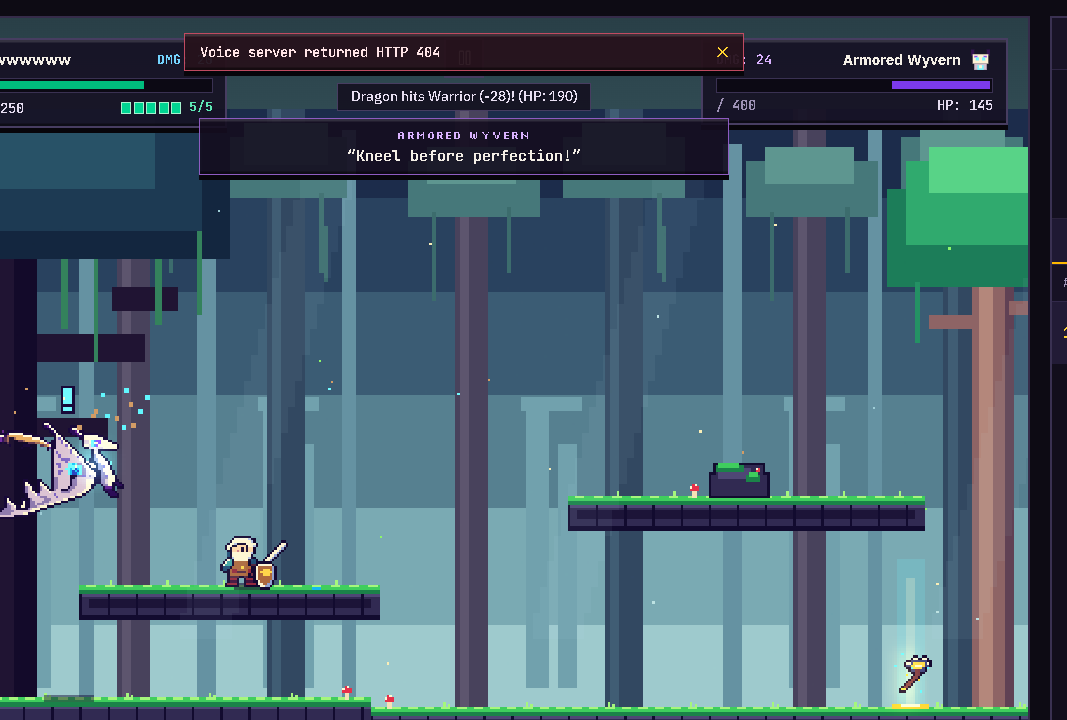 Voice server returned HTTP 404
wwwwww
DMG
24
Armored Wyvern
250
5/5
Dragon hits Warrior (-28)! (HP: 190)
/ 400
HP: 145
ARMORED WYVERN
“Kneel before perfection!”